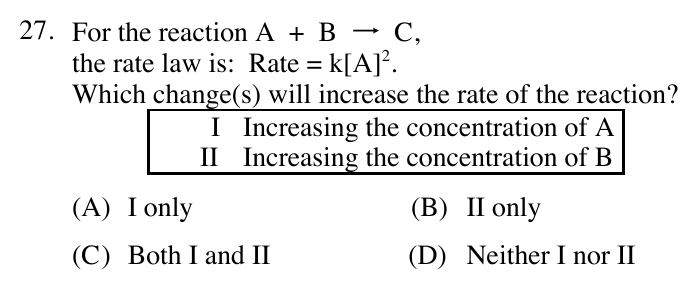 27. For the reaction A + B → C,
the rate law is: Rate = k[A]².
Which change(s) will increase the rate of the reaction?
I Increasing the concentration of A
II Increasing the concentration of B
(A) I only (B) II only
(C) Both I and II (D) Neither I nor II